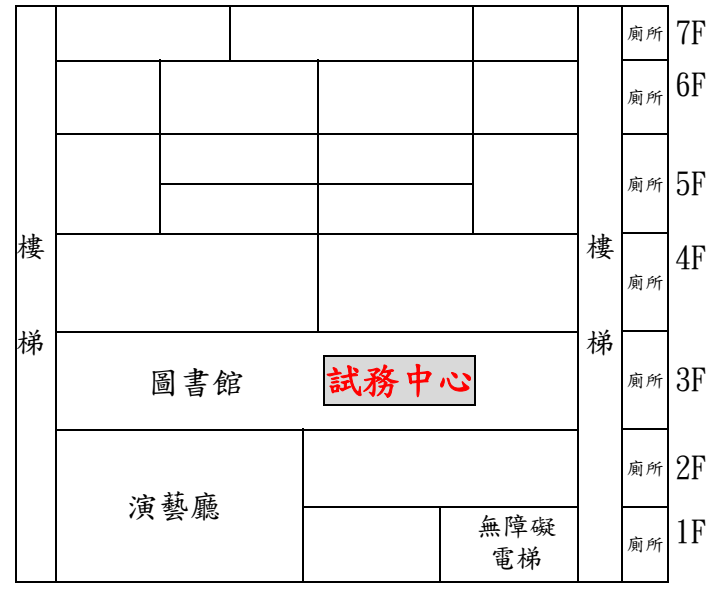 廁所 7F
廁所 6F
廁所 5F
樓梯
樓梯
廁所 4F
圖書館 試務中心 廁所 3F
廁所 2F
演藝廳
無障礙
電梯
廁所 1F